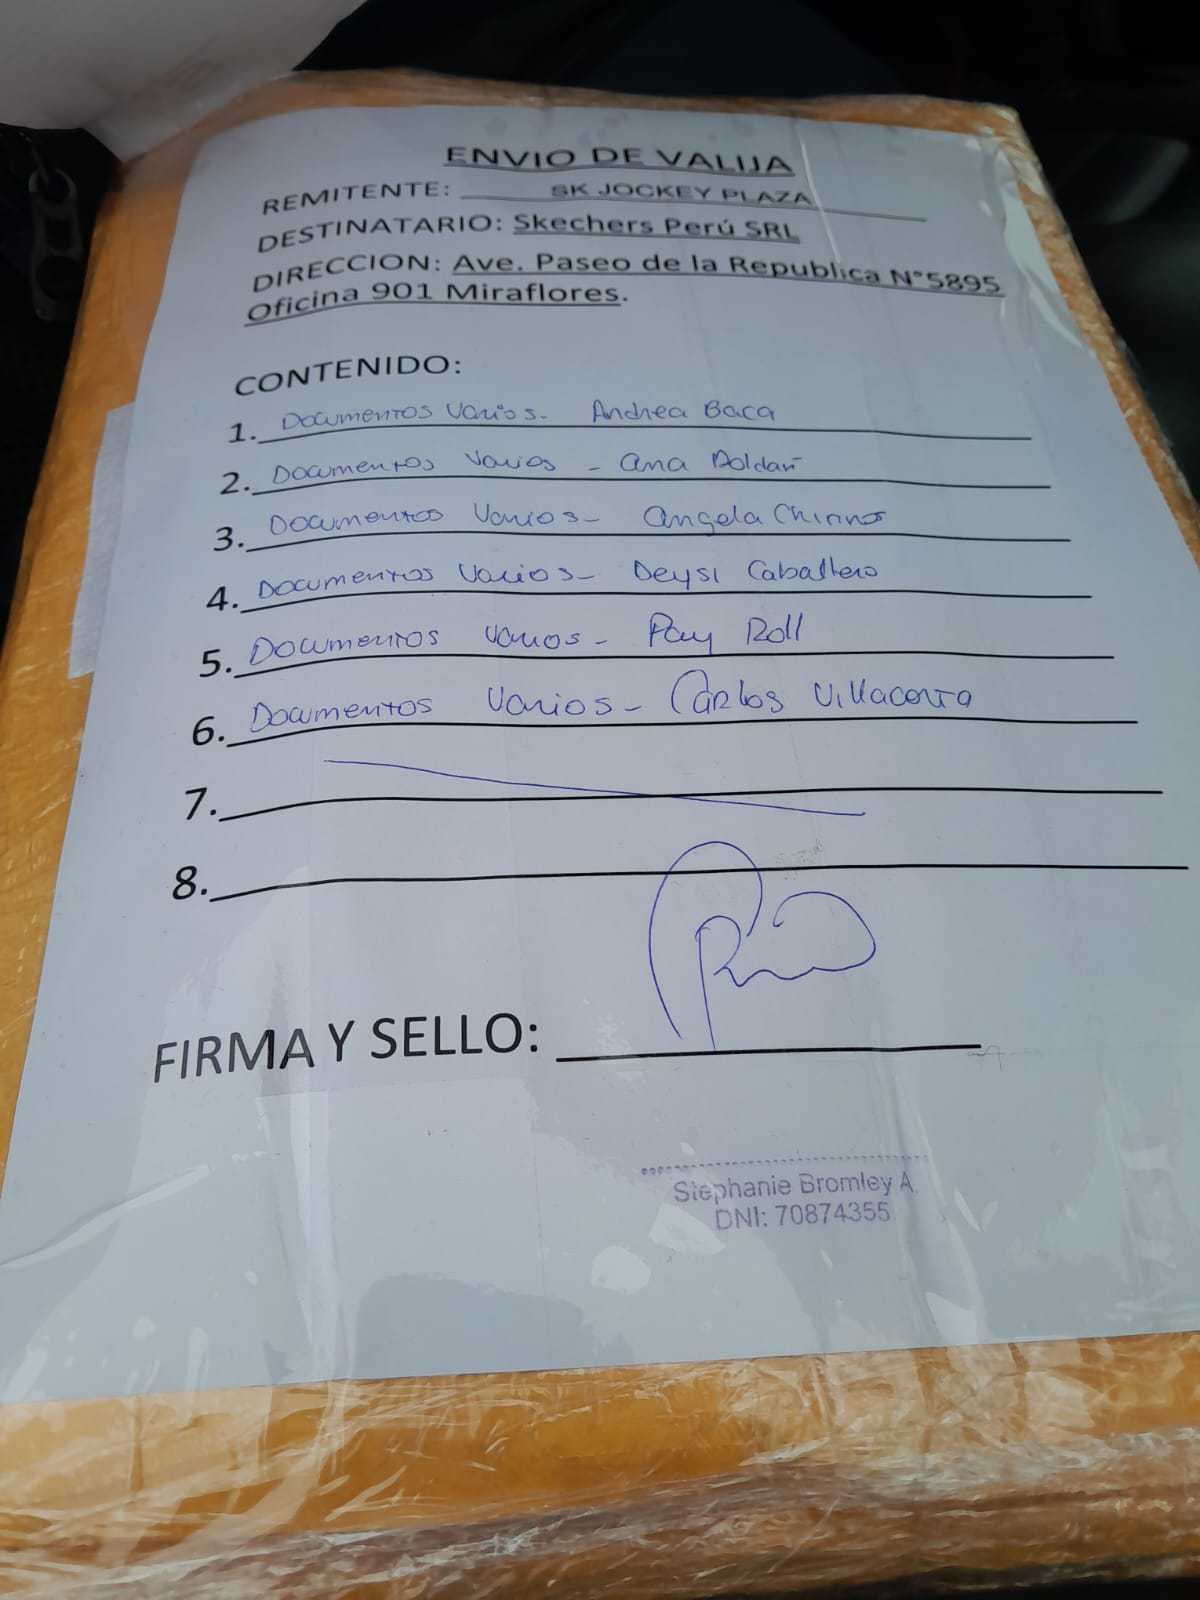 ENVIO DE VALIJA
REMITENTE: SK JOCKEY PLAZA
DESTINATARIO: Skechers Perú SRL
DIRECCION: Ave. Paseo de la Republica N°5895
Oficina 901 Miraflores.
CONTENIDO:
1. Documentos Varios- Andrea Baca
2. Documentos Varios - Ana Roldan
3. Documentos Varios- Angela Chirinos
4. Documentos Varios- Deysi Caballero
5. Documentos Varios- Pay Roll
6. Documentos Varios- Carlos Villacorta
7.
8.
FIRMA Y SELLO:
Stephanie Bromley A.
DNI: 70874355